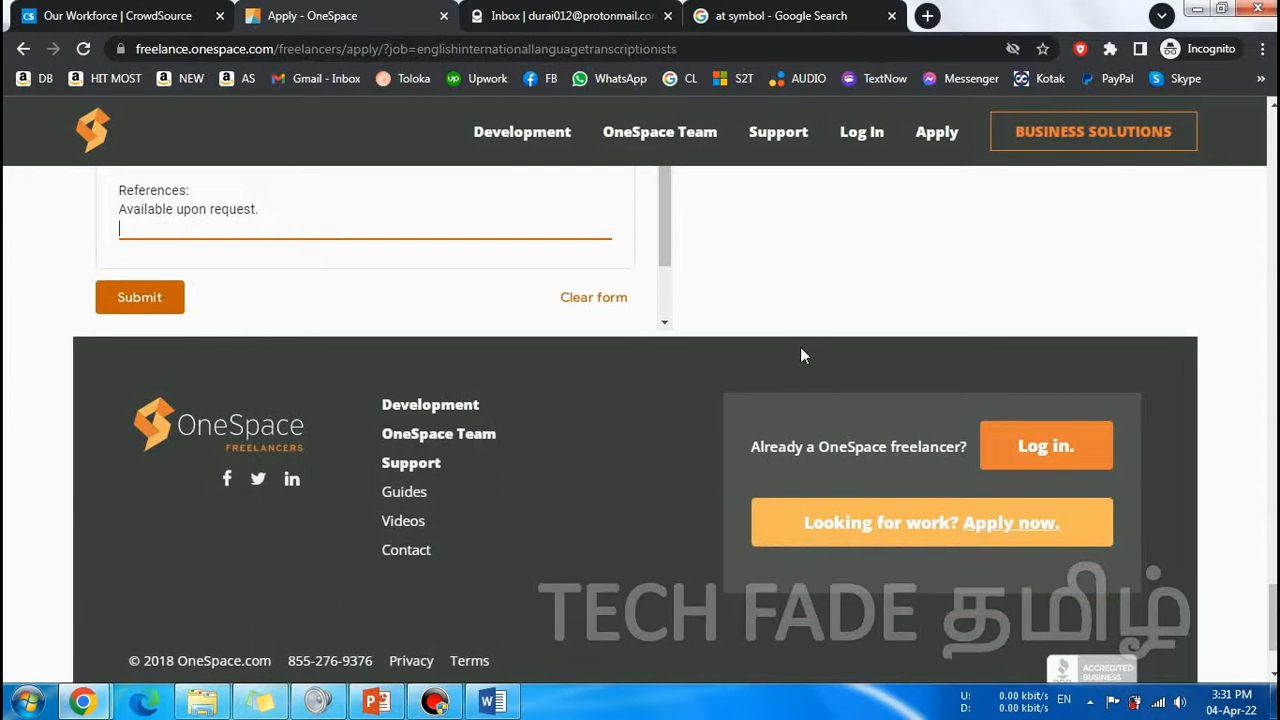 Our Workforce | CrowdSource
Apply - OneSpace
at symbol - Google Search
freelance.onespace.com/freelancers/apply/?job=englishinternationallanguagetranscriptionists
Incognito
DB
HIT MOST
NEW
AS
Gmail - Inbox
Toloka
Upwork
FB
WhatsApp
CL
S2T
AUDIO
TextNow
Messenger
Kotak
PayPal
Skype
Development
OneSpace Team
Support
Log In
Apply
BUSINESS SOLUTIONS
References:
Available upon request.
Submit
Clear form
OneSpace
FREELANCERS
Development
OneSpace Team
Support
Guides
Videos
Contact
Already a OneSpace freelancer?
Log in.
Looking for work? Apply now.
TECH FADE தமிழ்
© 2018 OneSpace.com
855-276-9376
Privacy
Terms
ACCREDITED
BUSINESS
U: 0.00 kbit/s
D: 0.00 kbit/s
EN
3:31 PM
04-Apr-22